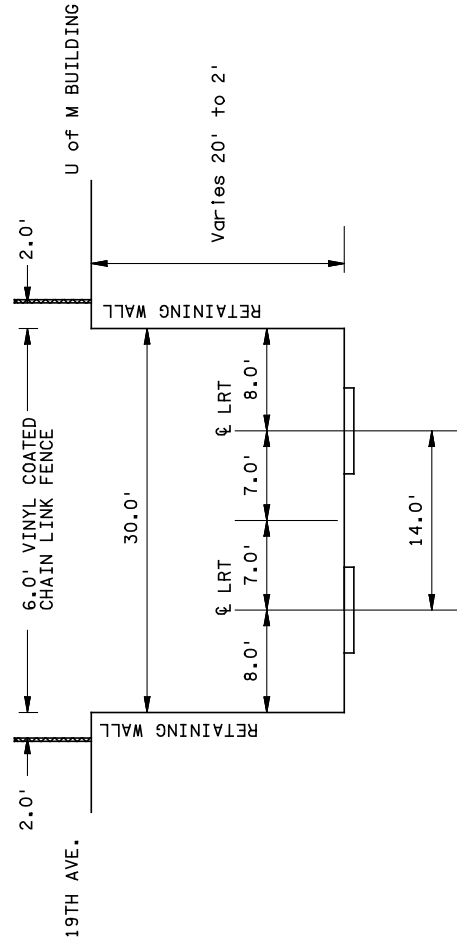 2.0'
6.0' VINYL COATED
CHAIN LINK FENCE
2.0'
19TH AVE.
U of M BUILDING
RETAINING WALL
30.0'
RETAINING WALL
Varies 20' to 2'
℄ LRT
℄ LRT
8.0'
7.0'
7.0'
8.0'
14.0'